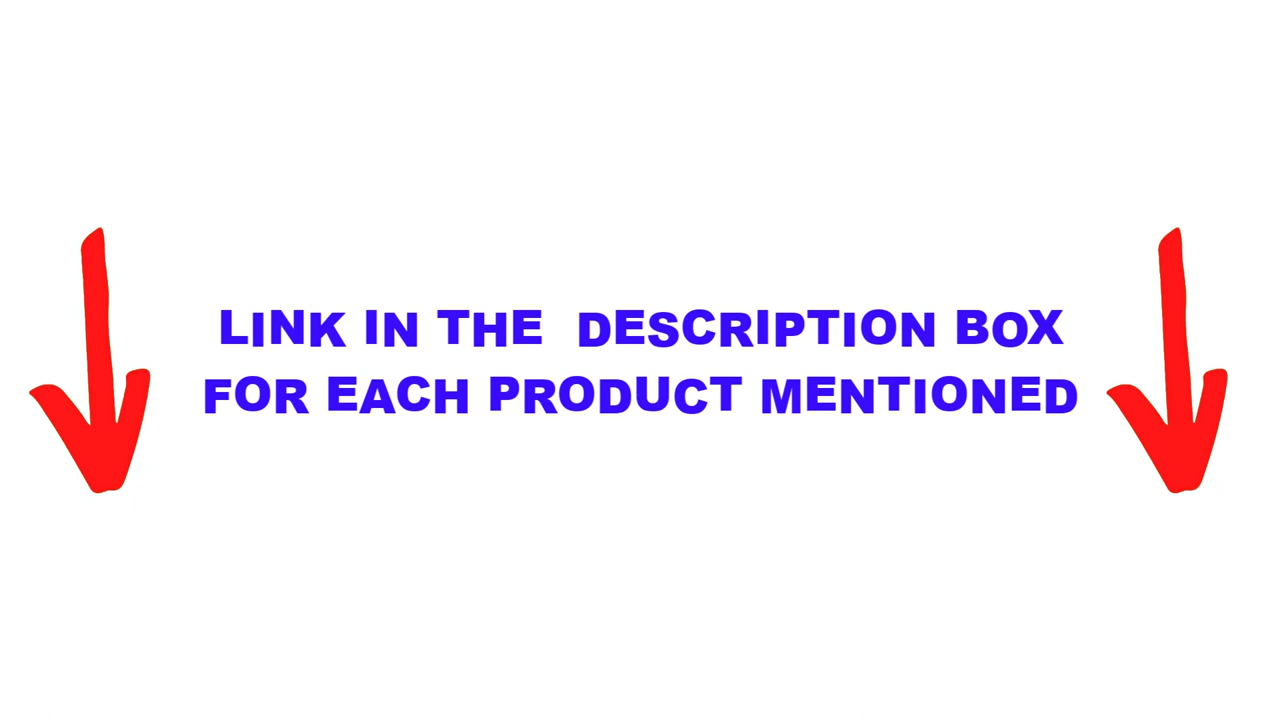 LINK IN THE  DESCRIPTION BOX
FOR EACH PRODUCT MENTIONED